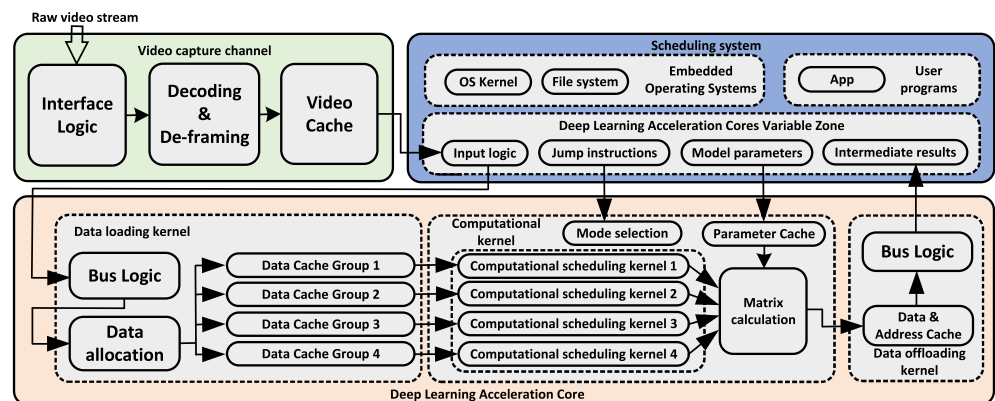 Raw video stream
Video capture channel
Interface
Logic
Decoding
&
De-framing
Video
Cache
Scheduling system
OS Kernel
File system
Embedded
Operating Systems
App
User
programs
Deep Learning Acceleration Cores Variable Zone
Input logic
Jump instructions
Model parameters
Intermediate results
Data loading kernel
Bus Logic
Data
allocation
Data Cache Group 1
Data Cache Group 2
Data Cache Group 3
Data Cache Group 4
Computational
kernel
Mode selection
Parameter Cache
Computational scheduling kernel 1
Computational scheduling kernel 2
Computational scheduling kernel 3
Computational scheduling kernel 4
Matrix
calculation
Bus Logic
Data &
Address Cache
Data offloading
kernel
Deep Learning Acceleration Core